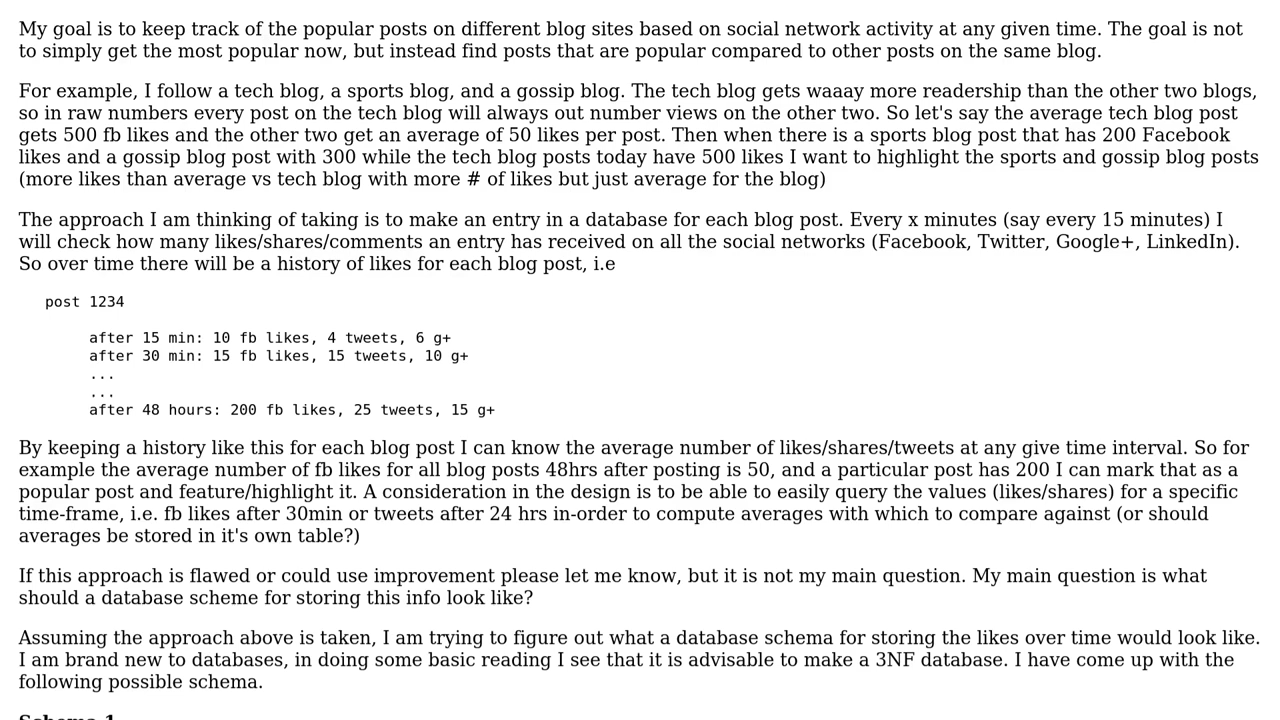 My goal is to keep track of the popular posts on different blog sites based on social network activity at any given time. The goal is not
to simply get the most popular now, but instead find posts that are popular compared to other posts on the same blog.
For example, I follow a tech blog, a sports blog, and a gossip blog. The tech blog gets waaay more readership than the other two blogs,
so in raw numbers every post on the tech blog will always out number views on the other two. So let's say the average tech blog post
gets 500 fb likes and the other two get an average of 50 likes per post. Then when there is a sports blog post that has 200 Facebook
likes and a gossip blog post with 300 while the tech blog posts today have 500 likes I want to highlight the sports and gossip blog posts
(more likes than average vs tech blog with more # of likes but just average for the blog)
The approach I am thinking of taking is to make an entry in a database for each blog post. Every x minutes (say every 15 minutes) I
will check how many likes/shares/comments an entry has received on all the social networks (Facebook, Twitter, Google+, LinkedIn).
So over time there will be a history of likes for each blog post, i.e
post 1234
after 15 min: 10 fb likes, 4 tweets, 6 g+
after 30 min: 15 fb likes, 15 tweets, 10 g+
...
...
after 48 hours: 200 fb likes, 25 tweets, 15 g+
By keeping a history like this for each blog post I can know the average number of likes/shares/tweets at any give time interval. So for
example the average number of fb likes for all blog posts 48hrs after posting is 50, and a particular post has 200 I can mark that as a
popular post and feature/highlight it. A consideration in the design is to be able to easily query the values (likes/shares) for a specific
time-frame, i.e. fb likes after 30min or tweets after 24 hrs in-order to compute averages with which to compare against (or should
averages be stored in it's own table?)
If this approach is flawed or could use improvement please let me know, but it is not my main question. My main question is what
should a database scheme for storing this info look like?
Assuming the approach above is taken, I am trying to figure out what a database schema for storing the likes over time would look like.
I am brand new to databases, in doing some basic reading I see that it is advisable to make a 3NF database. I have come up with the
following possible schema.
Schema 1